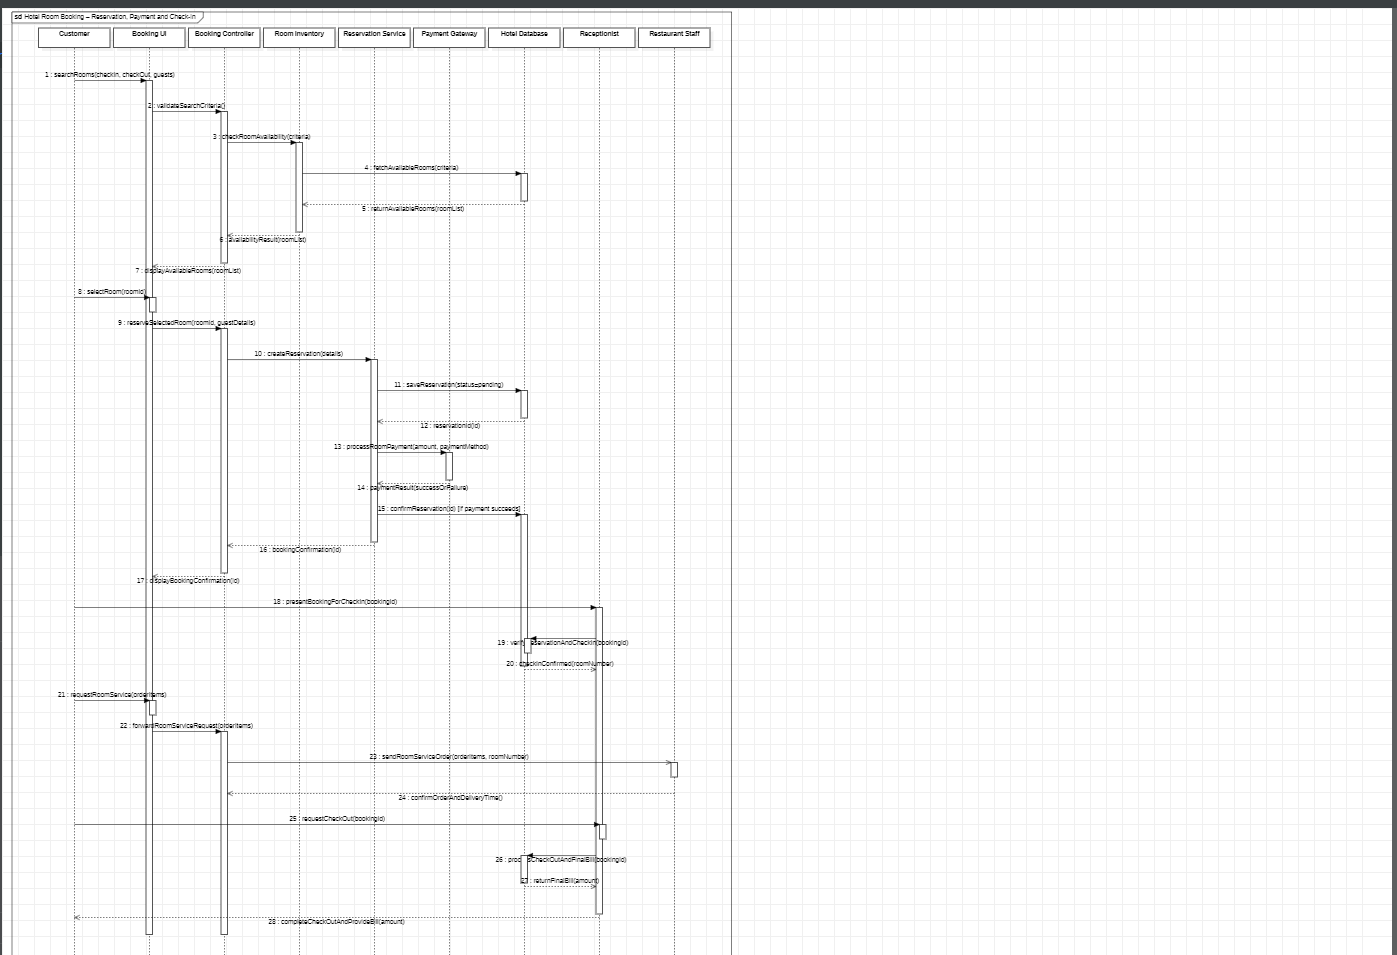 sd Hotel Room Booking – Reservation, Payment and Check-in
Customer
Booking UI
Booking Controller
Room Inventory
Reservation Service
Payment Gateway
Hotel Database
Receptionist
Restaurant Staff
1 : searchRooms(checkIn, checkOut, guests)
2 : validateSearchCriteria()
3 : checkRoomAvailability(criteria)
4 : fetchAvailableRooms(criteria)
5 : returnAvailableRooms(roomList)
6 : availabilityResult(roomList)
7 : displayAvailableRooms(roomList)
8 : selectRoom(roomId)
9 : reserveSelectedRoom(roomId, guestDetails)
10 : createReservation(details)
11 : saveReservation(status=pending)
12 : reservationId(id)
13 : processRoomPayment(amount, paymentMethod)
14 : paymentResult(successOrFailure)
15 : confirmReservation(id) [if payment succeeds]
16 : bookingConfirmation(id)
17 : displayBookingConfirmation(id)
18 : presentBookingForCheckin(bookingId)
19 : verifyReservationAndCheckin(bookingId)
20 : checkinConfirmed(roomNumber)
21 : requestRoomService(orderItems)
22 : forwardRoomServiceRequest(orderItems)
23 : sendRoomServiceOrder(orderItems, roomNumber)
24 : confirmOrderAndDeliveryTime()
25 : requestCheckOut(bookingId)
26 : processCheckOutAndFinalBill(bookingId)
27 : returnFinalBill(amount)
28 : completeCheckOutAndProvideBill(amount)